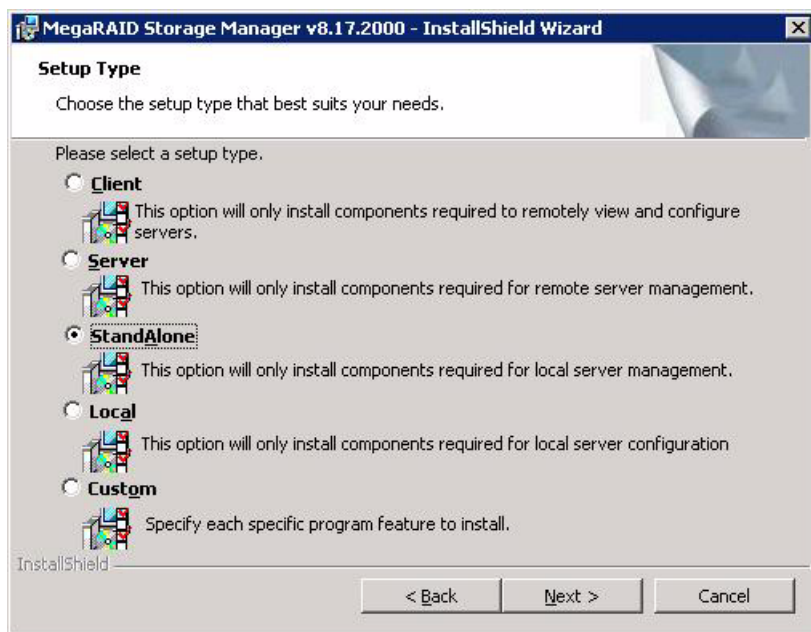 MegaRAID Storage Manager v8.17.2000 - InstallShield Wizard
Setup Type
Choose the setup type that best suits your needs.
Please select a setup type.
Client
This option will only install components required to remotely view and configure
servers.
Server
This option will only install components required for remote server management.
StandAlone
This option will only install components required for local server management.
Local
This option will only install components required for local server configuration
Custom
Specify each specific program feature to install.
InstallShield
< Back
Next >
Cancel